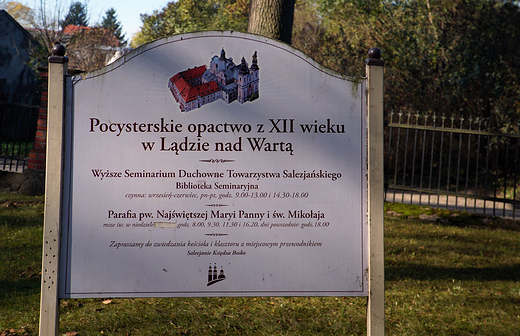 Pocysterskie opactwo z XII wieku
w Lądzie nad Wartą
Wyższe Seminarium Duchowne Towarzystwa Salezjańskiego
Biblioteka Seminaryjna
czynna: wrzesień-czerwiec, pn-pt, godz. 9.00-13.00 i 14.30-18.00
Parafia pw. Najświętszej Maryi Panny i św. Mikołaja
msze św. w niedziele godz. 8.00, 9.30, 11.30 i 16.20, dni powszednie: godz.18.00
Zapraszamy do zwiedzania kościoła i klasztoru z miejscowym przewodnikiem
Salezjanie Księdza Bosko